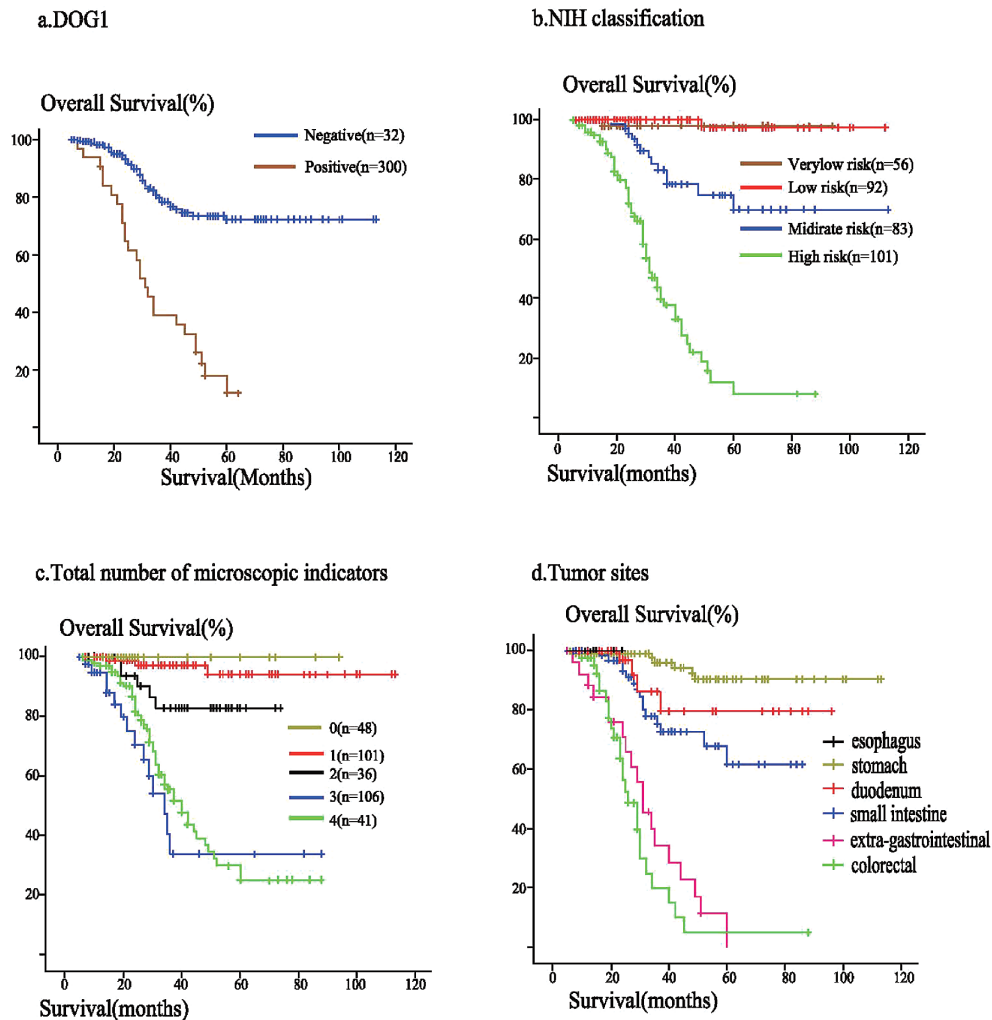 a.DOG1
Overall Survival(%)
Negative(n=32)
Positive(n=300)
100
80
60
40
20
0 20 40 60 80 100 120
Survival(Months)
b.NIH classification
Overall Survival(%)
100
80
60
40
20
Verylow risk(n=56)
Low risk(n=92)
Midirate risk(n=83)
High risk(n=101)
0 20 40 60 80 100 120
Survival(months)
c.Total number of microscopic indicators
Overall Survival(%)
100
80
60
40
20
0(n=48)
1(n=101)
2(n=36)
3(n=106)
4(n=41)
0 20 40 60 80 100 120
Survival(months)
d.Tumor sites
Overall Survival(%)
100
80
60
40
20
esophagus
stomach
duodenum
small intestine
extra-gastrointestinal
colorectal
0 20 40 60 80 100 120
Survival(months)